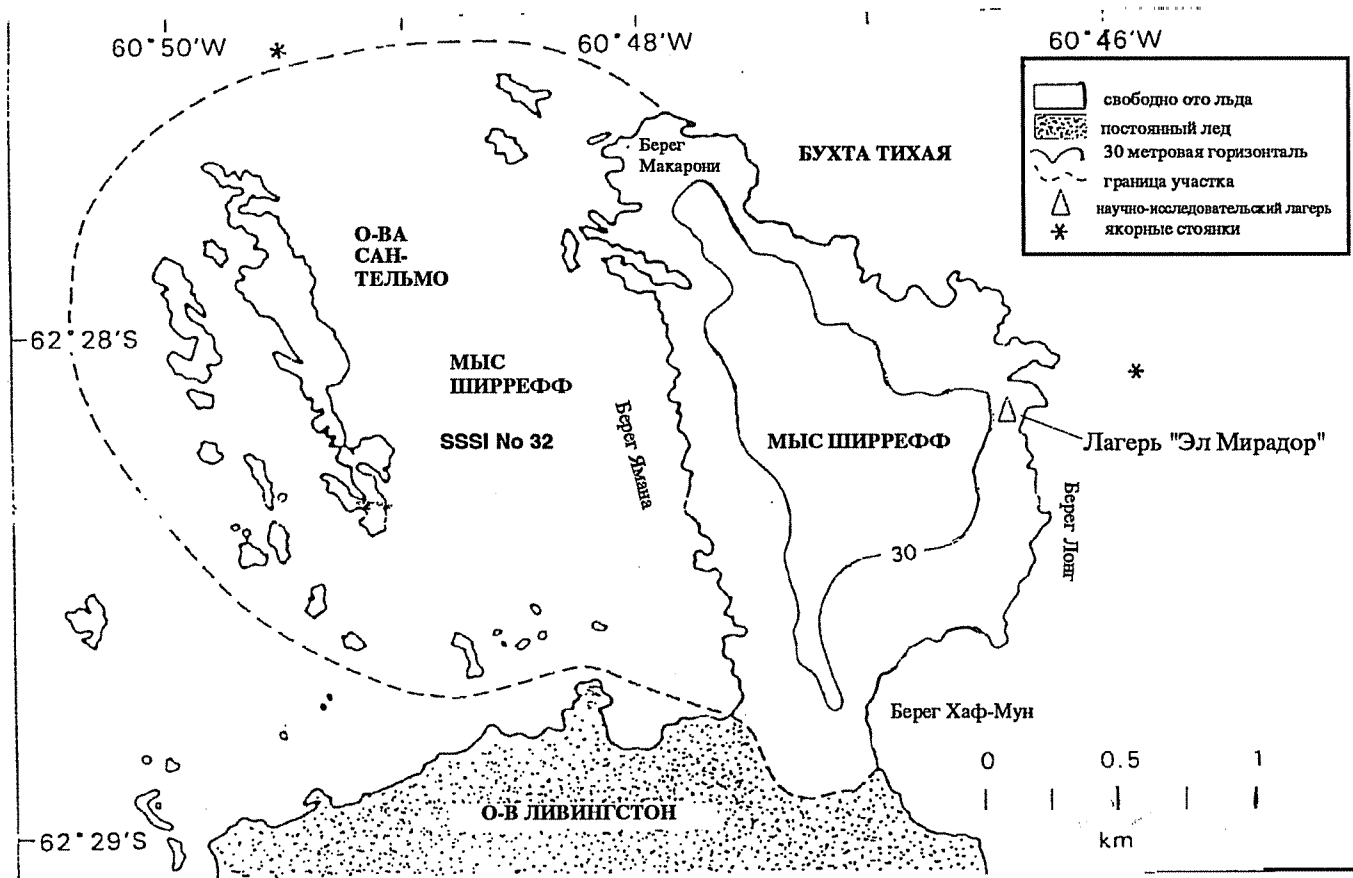 60°50'W
60°48'W
60°46'W
свободно ото льда
постоянный лед
30 метровая горизонталь
граница участка
научно-исследовательский лагерь
якорные стоянки
Берег
Макарони
БУХТА ТИХАЯ
О-ВА
САН-
ТЕЛЬМО
62°28'S
МЫС
ШИРРЕФФ
SSSI No 32
Берег Ямана
МЫС ШИРРЕФФ
Лагерь "Эл Мирадор"
Берег Лонг
30
Берег Хаф-Мун
0 0.5 1
km
О-В ЛИВИНГСТОН
62°29'S